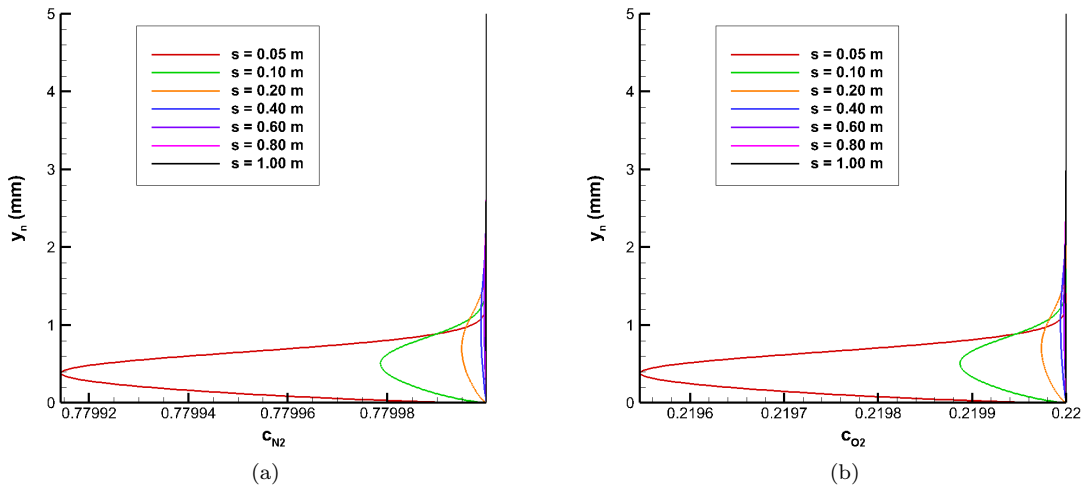 5
4
3
2
1
0
y_n (mm)
s = 0.05 m
s = 0.10 m
s = 0.20 m
s = 0.40 m
s = 0.60 m
s = 0.80 m
s = 1.00 m
0.77992 0.77994 0.77996 0.77998
c_N2
(a)
5
4
3
2
1
0
y_n (mm)
s = 0.05 m
s = 0.10 m
s = 0.20 m
s = 0.40 m
s = 0.60 m
s = 0.80 m
s = 1.00 m
0.2196 0.2197 0.2198 0.2199 0.22
c_O2
(b)